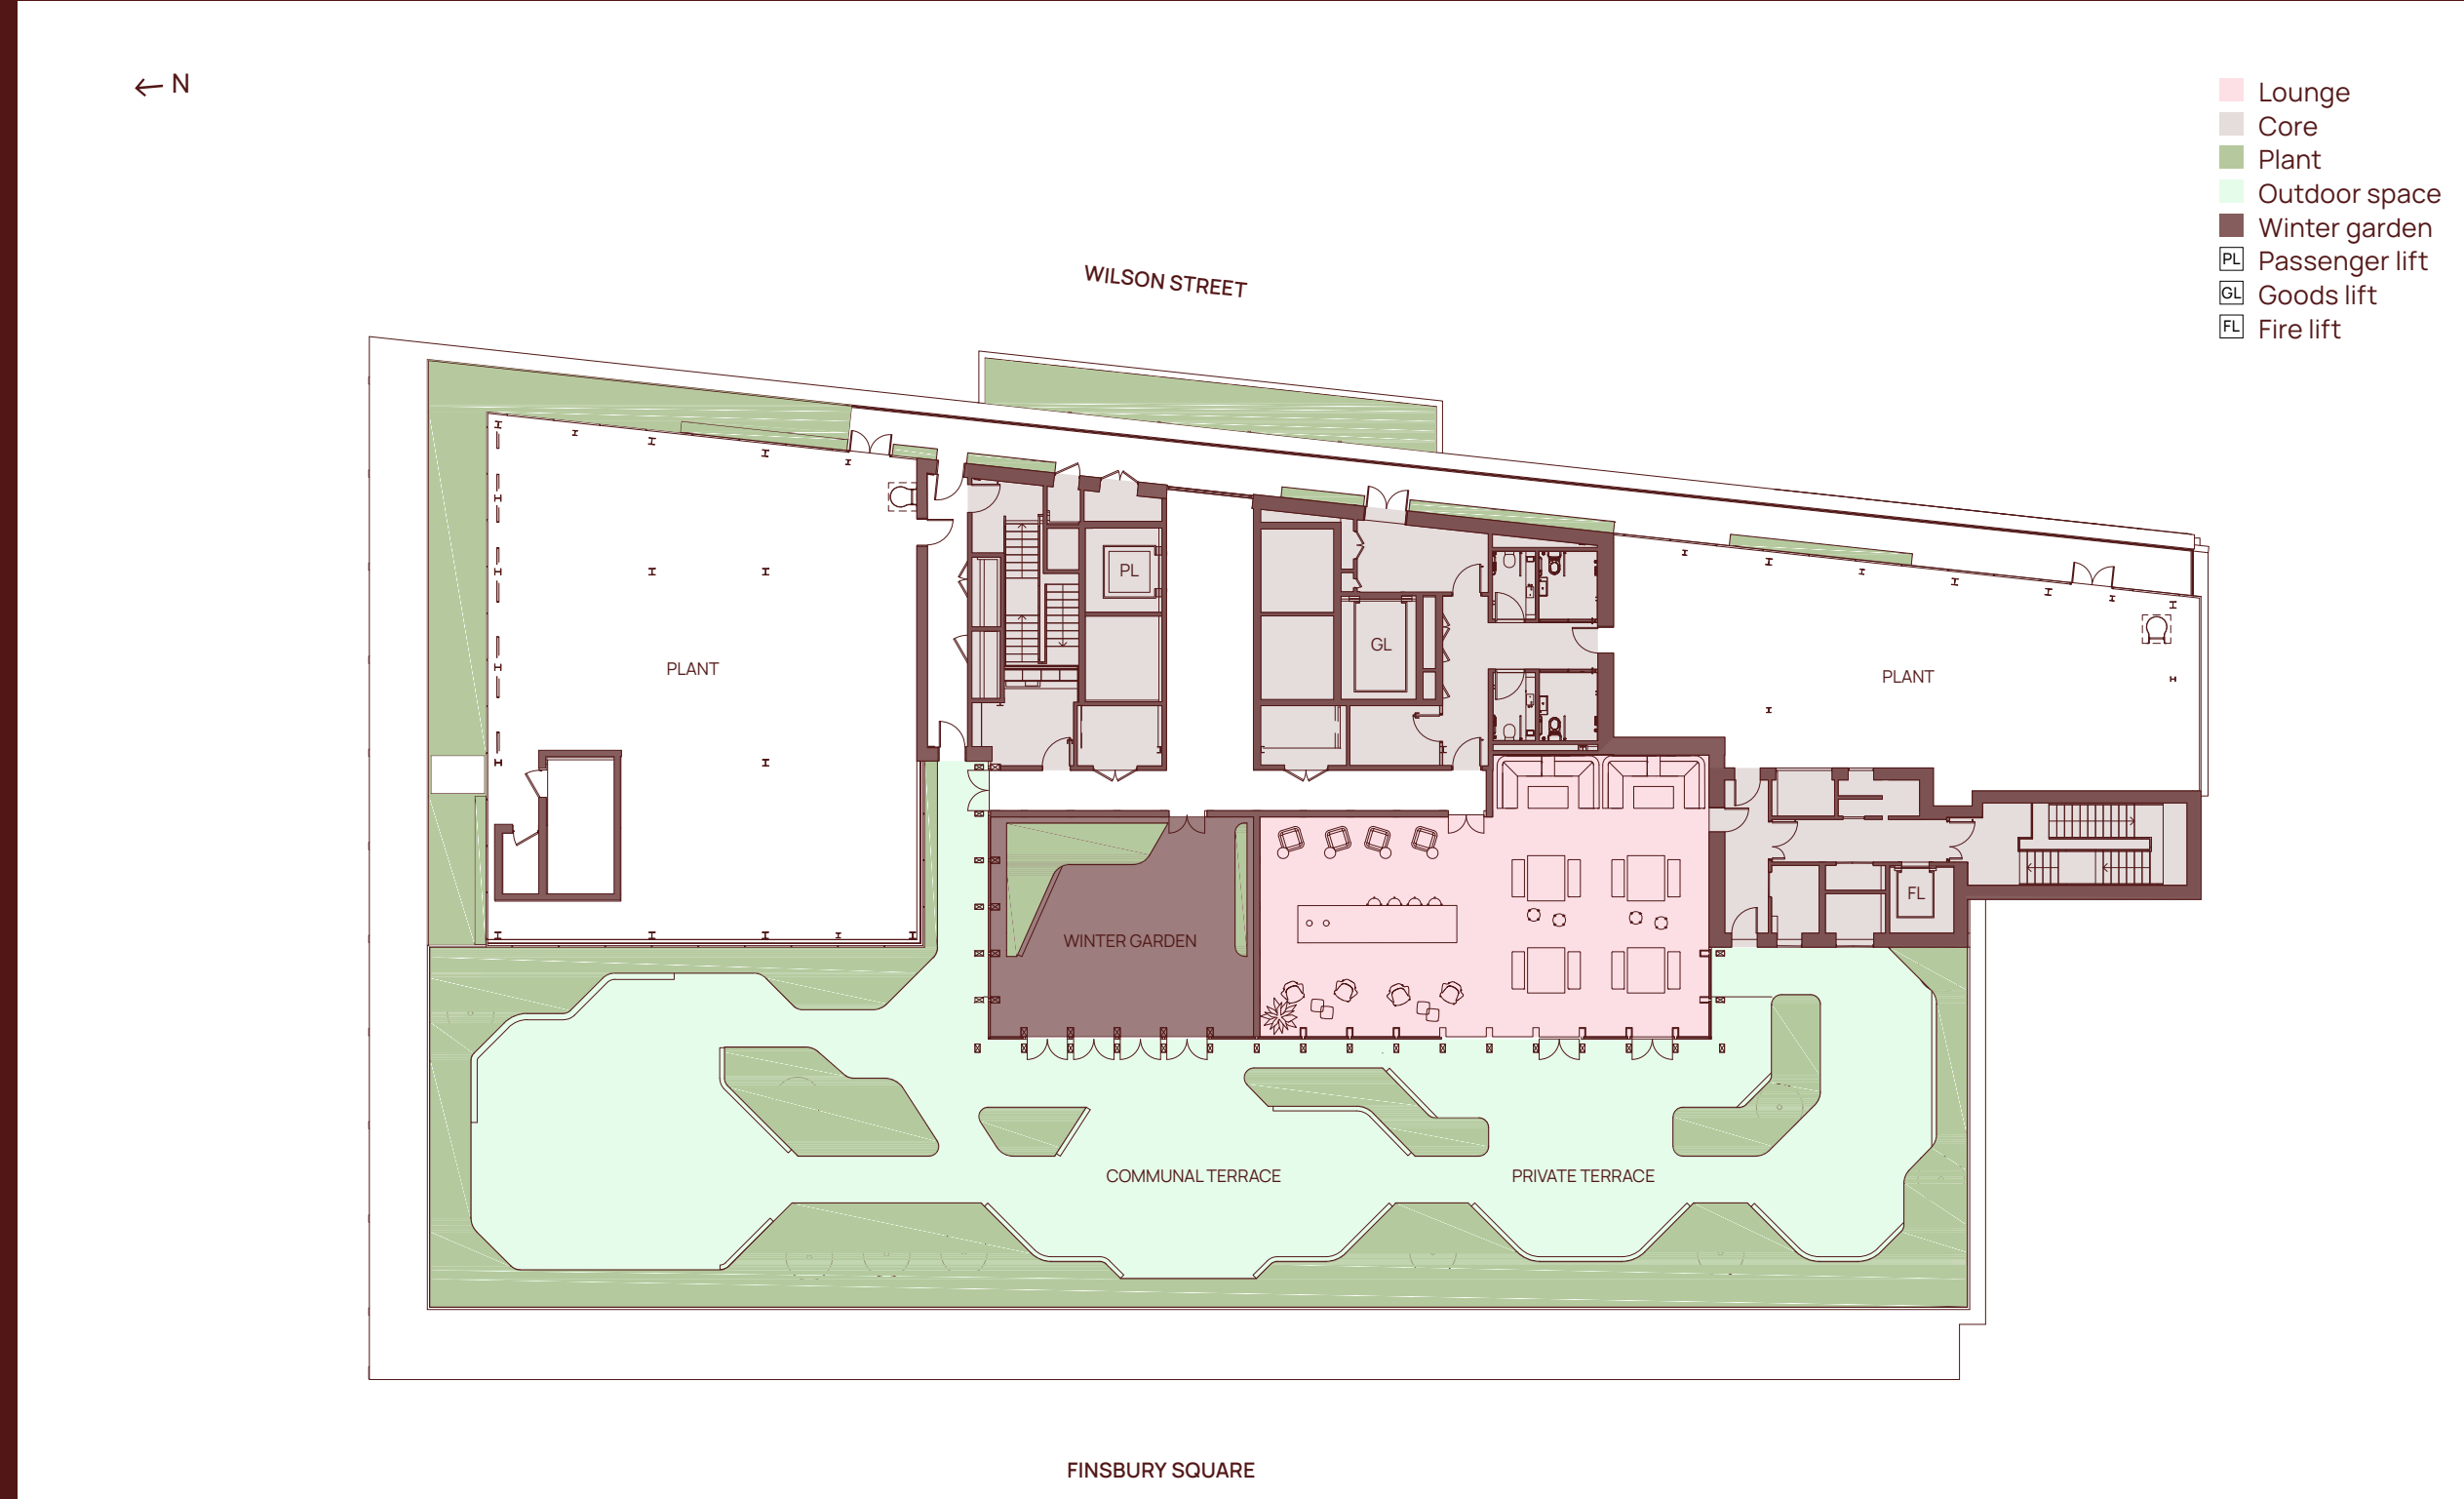 N
Lounge
Core
Plant
Outdoor space
Winter garden
PL Passenger lift
GL Goods lift
FL Fire lift
WILSON STREET
PL
GL
PLANT
PLANT
FL
WINTER GARDEN
COMMUNAL TERRACE
PRIVATE TERRACE
FINSBURY SQUARE